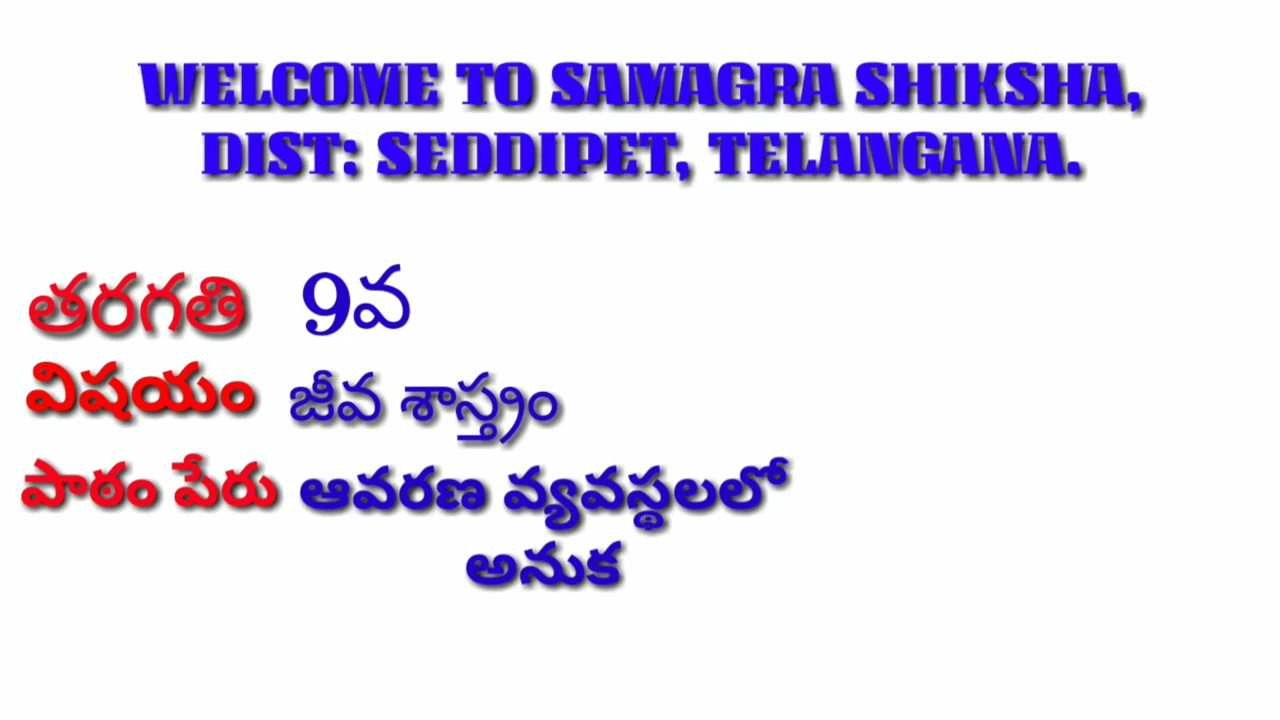 WELCOME TO SAMAGRA SHIKSHA,
DIST: SEDDIPET, TELANGANA.
తరగతి 9వ
విషయం జీవ శాస్త్రం
పాఠం పేరు ఆవరణ వ్యవస్థలలో
అనుక